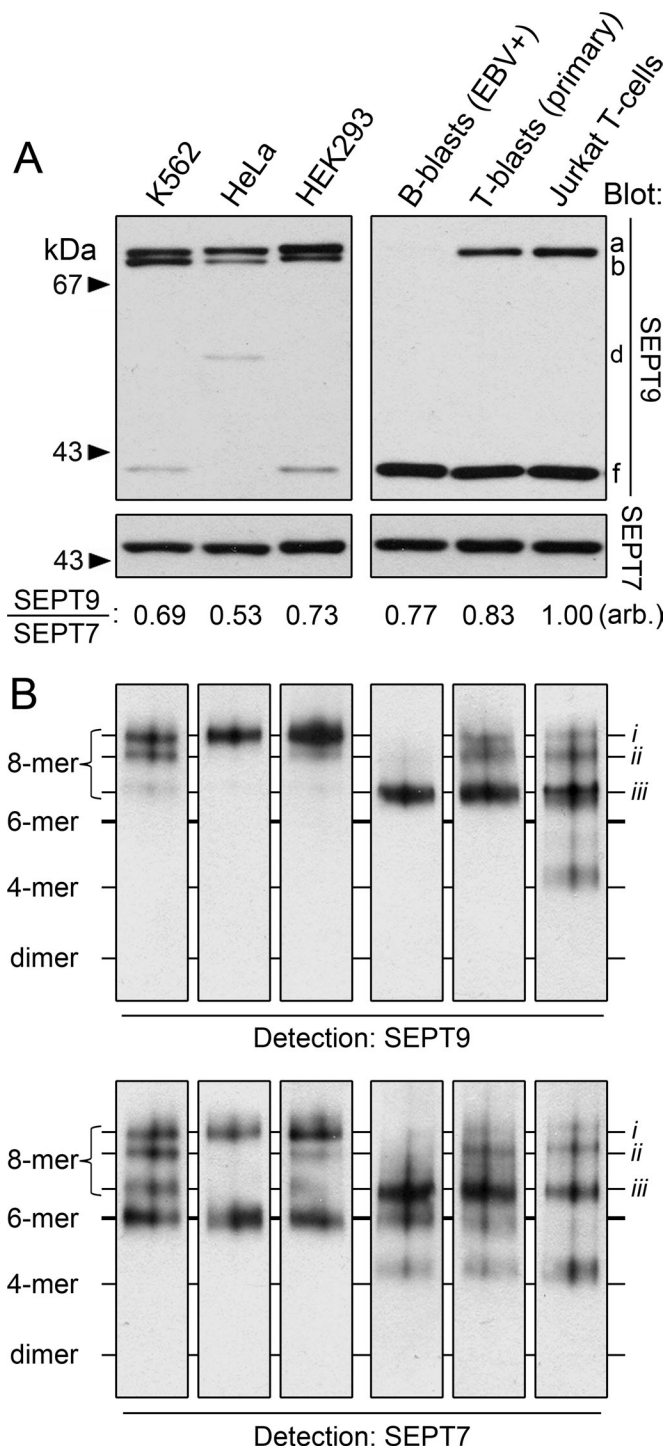 A
K562
HeLa
HEK293
B-blasts (EBV+)
T-blasts (primary)
Jurkat T-cells
Blot:
kDa
67
43
43
a
b
d
f
SEPT9
SEPT7
SEPT9
SEPT7
: 0.69 0.53 0.73 0.77 0.83 1.00 (arb.)
B
8-mer
6-mer
4-mer
dimer
i
ii
iii
Detection: SEPT9
8-mer
6-mer
4-mer
dimer
i
ii
iii
Detection: SEPT7